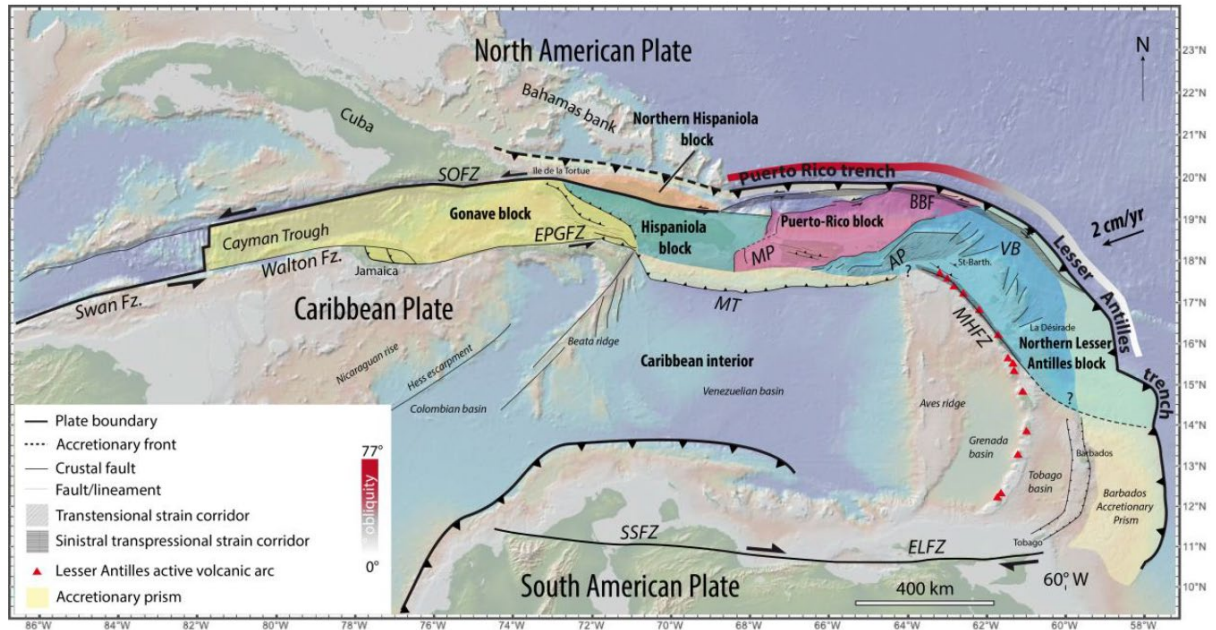 North American Plate
N
Bahamas bank
Cuba
Northern Hispaniola
block
Ile de la Tortue
SOFZ
Puerto Rico trench
BBF
2 cm/yr
Gonave block
Hispaniola
block
Puerto-Rico block
Cayman Trough
EPGFZ
MP
AP
VB
St-Barth.
Lesser
Antilles
trench
Walton Fz.
Jamaica
?
Swan Fz.
Caribbean Plate
MT
MHFZ
La Désirade
Northern Lesser
Antilles block
Beata ridge
Caribbean interior
Nicaraguan rise
Hess escarpment
Colombian basin
Venezuelian basin
Aves ridge
?
Grenada
basin
Tobago
basin
Barbados
Barbados
Accretionary
Prism
SSFZ
ELFZ
Tobago
60° W
South American Plate
400 km
Plate boundary
Accretionary front
Crustal fault
Fault/lineament
Transtensional strain corridor
Sinistral transpressional strain corridor
Lesser Antilles active volcanic arc
Accretionary prism
77°
obliquity
0°
23°N
22°N
21°N
20°N
19°N
18°N
17°N
16°N
15°N
14°N
13°N
12°N
11°N
10°N
86°W
84°W
82°W
80°W
78°W
76°W
74°W
72°W
70°W
68°W
66°W
64°W
62°W
60°W
58°W